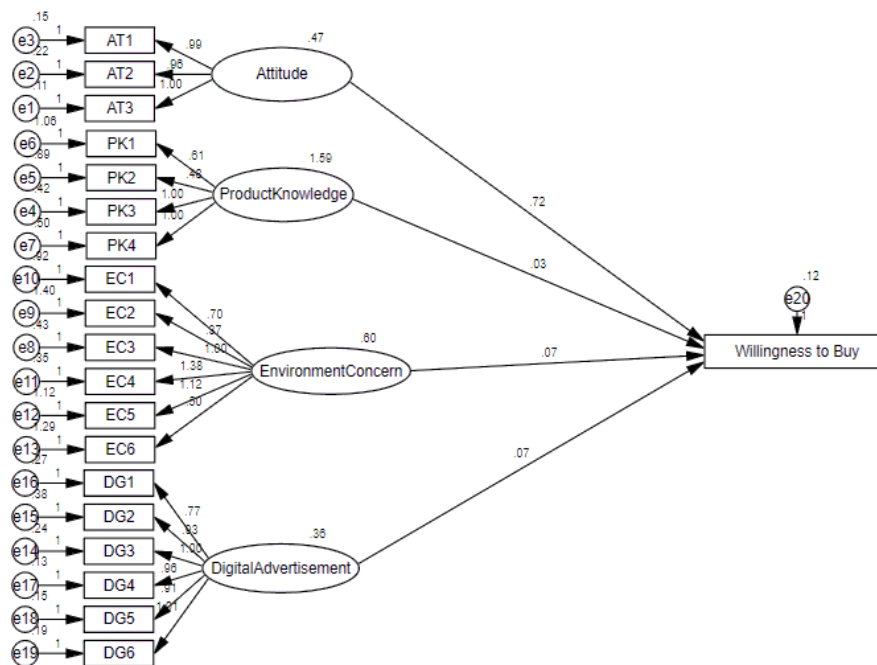 .15
e3 1 AT1 .99 .47
.22
e2 1 AT2 .96 Attitude
.11
e1 1 AT3 1.00
1.06
e6 1 PK1 .61 1.59
e5 1 PK2 .48 ProductKnowledge .72
.42
e4 1 PK3 1.00
.50
e7 1 PK4 1.00 .03
.92
e10 1 EC1 .12
1.40 e20
e9 1 EC2 .70 1
.43
e8 1 EC3 1.00 .60 Willingness to Buy
.35
e11 1 EC4 1.38 EnvironmentConcern .07
1.12
e12 1 EC5 1.12
1.29
e13 1 EC6 .50
.27
e16 1 DG1 .07
.38
e15 1 DG2 .77
.24
e14 1 DG3 1.00 .36
.13
e17 1 DG4 .96 DigitalAdvertisement
.15
e18 1 DG5 .91
.19
e19 1 DG6